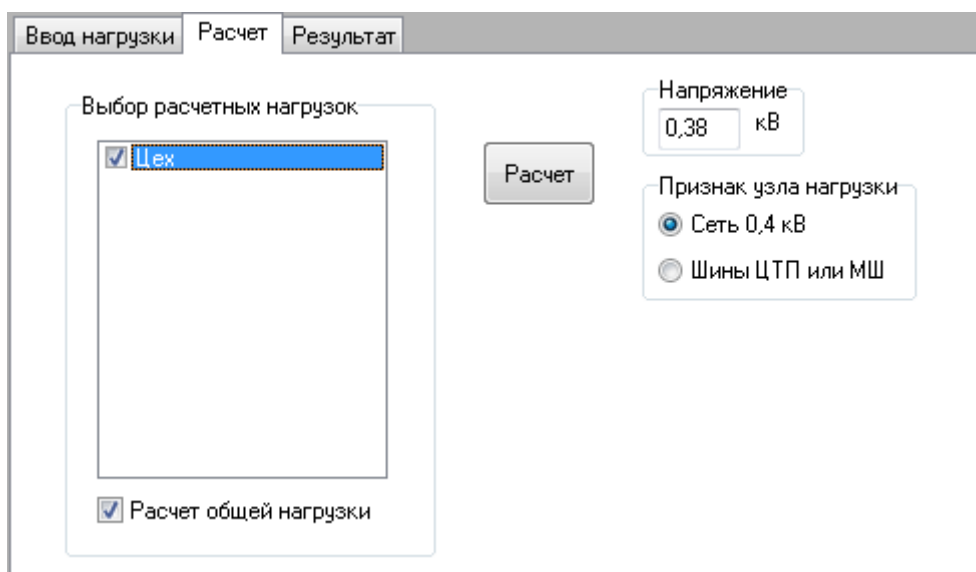 Ввод нагрузки Расчет Результат
Выбор расчетных нагрузок
Цех
Расчет общей нагрузки
Расчет
Напряжение
0,38 кВ
Признак узла нагрузки
Сеть 0,4 кВ
Шины ЦТП или МШ